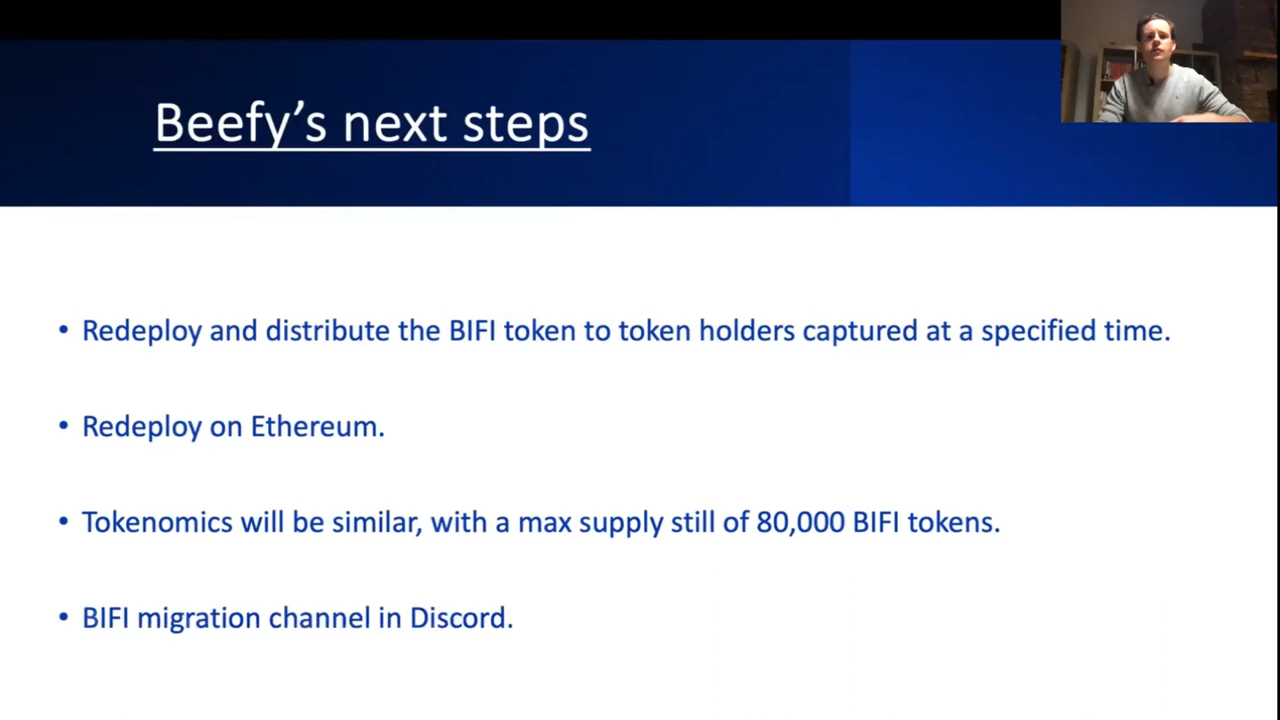 Beefy’s next steps
• Redeploy and distribute the BIFI token to token holders captured at a specified time.
• Redeploy on Ethereum.
• Tokenomics will be similar, with a max supply still of 80,000 BIFI tokens.
• BIFI migration channel in Discord.